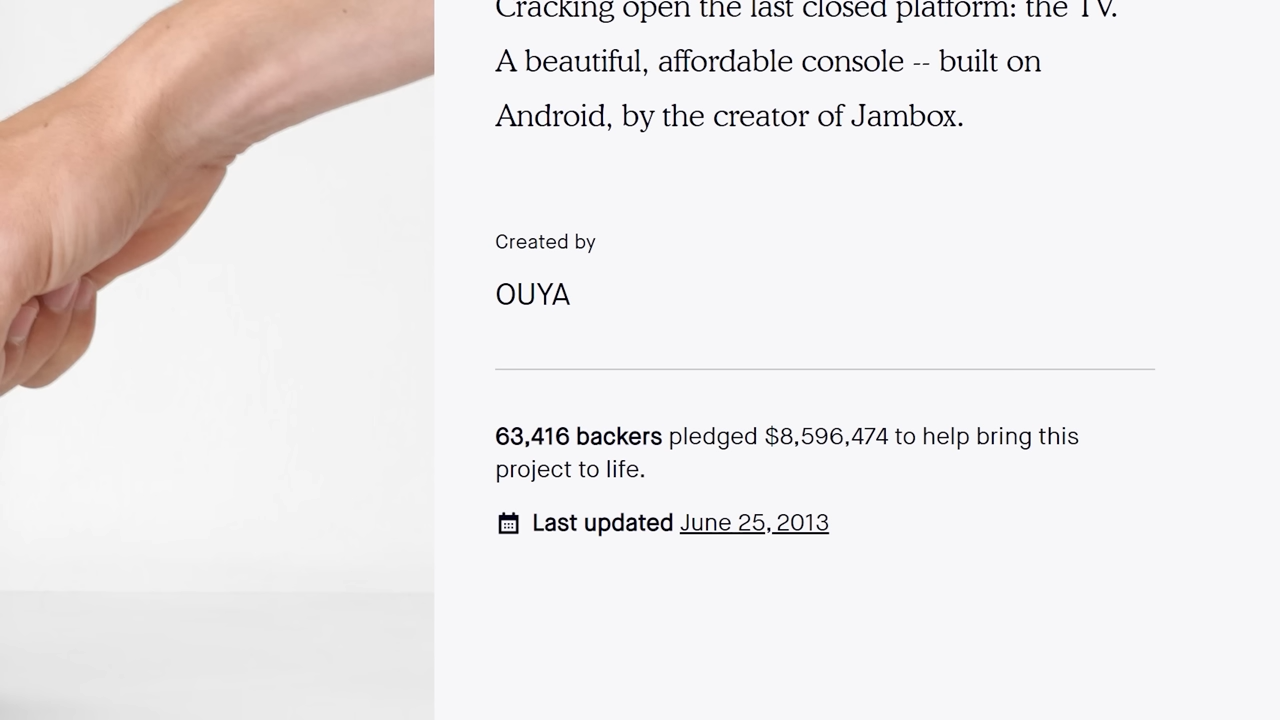 Cracking open the last closed platform: the TV.
A beautiful, affordable console -- built on
Android, by the creator of Jambox.
Created by
OUYA
63,416 backers pledged $8,596,474 to help bring this
project to life.
Last updated June 25, 2013